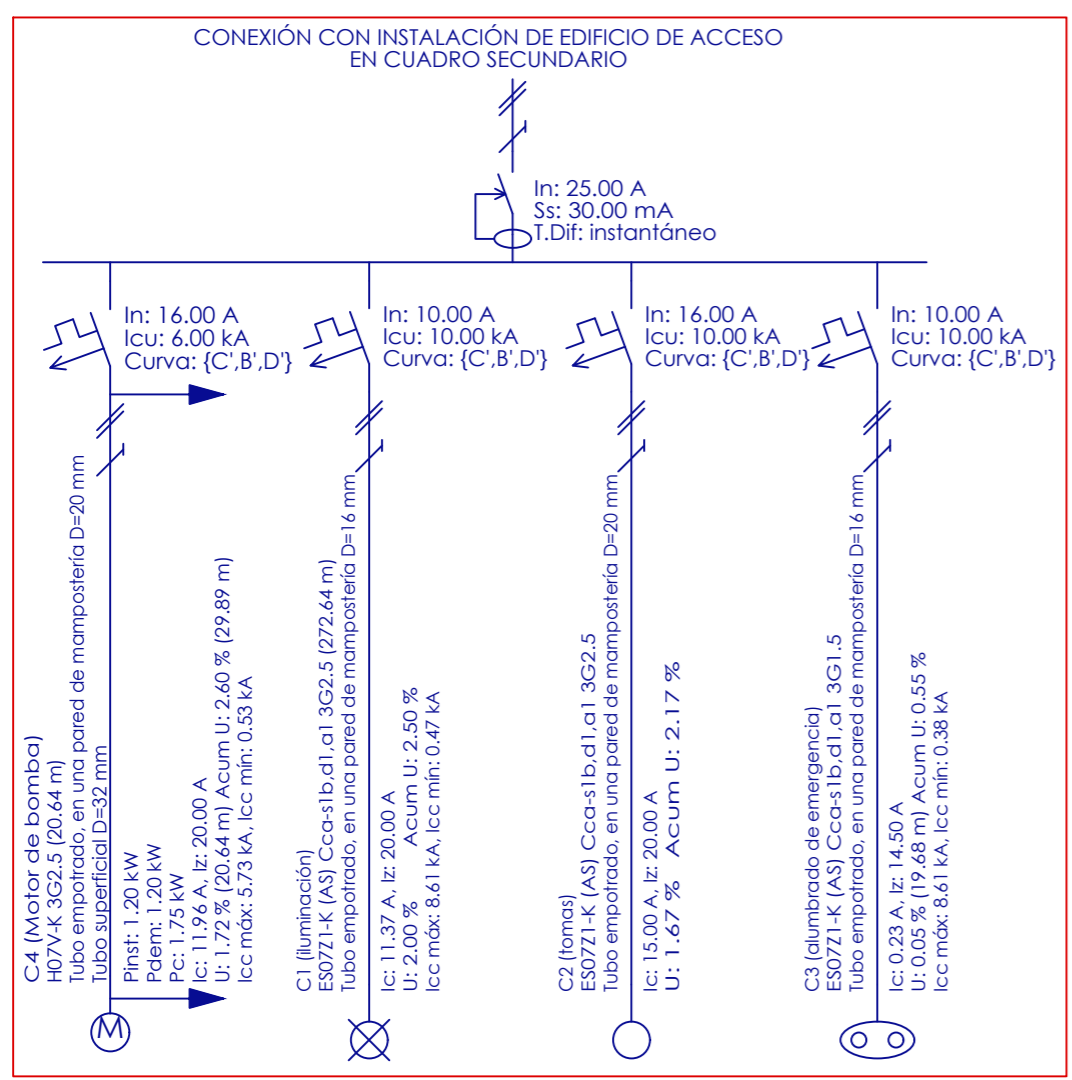 CONEXIÓN CON INSTALACIÓN DE EDIFICIO DE ACCESO
EN CUADRO SECUNDARIO
In: 25.00 A
Ss: 30.00 mA
T.Dif: instantáneo
In: 16.00 A
Icu: 6.00 kA
Curva: {C',B',D'}
In: 10.00 A
Icu: 10.00 kA
Curva: {C',B',D'}
In: 16.00 A
Icu: 10.00 kA
Curva: {C',B',D'}
In: 10.00 A
Icu: 10.00 kA
Curva: {C',B',D'}
C4 (Motor de bomba)
H07V-K 3G2.5 (20.64 m)
Tubo empotrado, en una pared de mampostería D=20 mm
Tubo superficial D=32 mm
Pinst: 1.20 kW
Pdem: 1.20 kW
Pc: 1.75 kW
Ic: 11.96 A, Iz: 20.00 A
U: 1.72 % (20.64 m) Acum U: 2.60 % (29.89 m)
Icc máx: 5.73 kA, Icc mín: 0.53 kA
M
C1 (iluminación)
ES07Z1-K (AS) Cca-s1b,d1,a1 3G2.5 (272.64 m)
Tubo empotrado, en una pared de mampostería D=16 mm
Ic: 11.37 A, Iz: 20.00 A
U: 2.00 % Acum U: 2.50 %
Icc máx: 8.61 kA, Icc mín: 0.47 kA
C2 (tomas)
ES07Z1-K (AS) Cca-s1b,d1,a1 3G2.5
Tubo empotrado, en una pared de mampostería D=20 mm
Ic: 15.00 A, Iz: 20.00 A
U: 1.67 % Acum U: 2.17 %
C3 (alumbrado de emergencia)
ES07Z1-K (AS) Cca-s1b,d1,a1 3G1.5
Tubo empotrado, en una pared de mampostería D=16 mm
Ic: 0.23 A, Iz: 14.50 A
U: 0.05 % (19.68 m) Acum U: 0.55 %
Icc máx: 8.61 kA, Icc mín: 0.38 kA